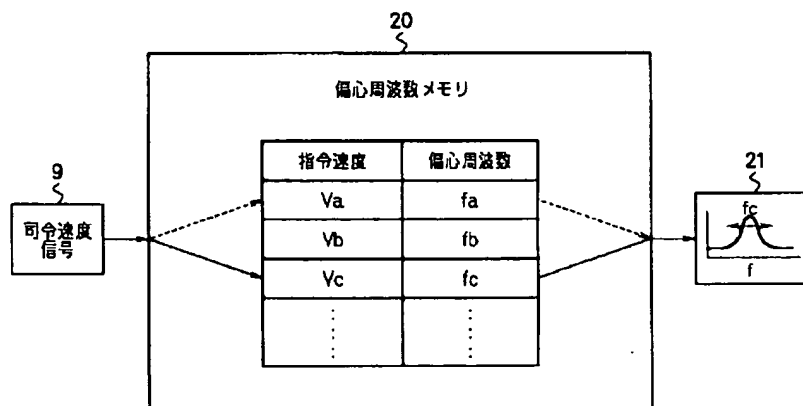 20
偏心周波数メモリ
指令速度 偏心周波数
9
司令速度
信号
Va fa
Vb fb
Vc fc
21
fc
f